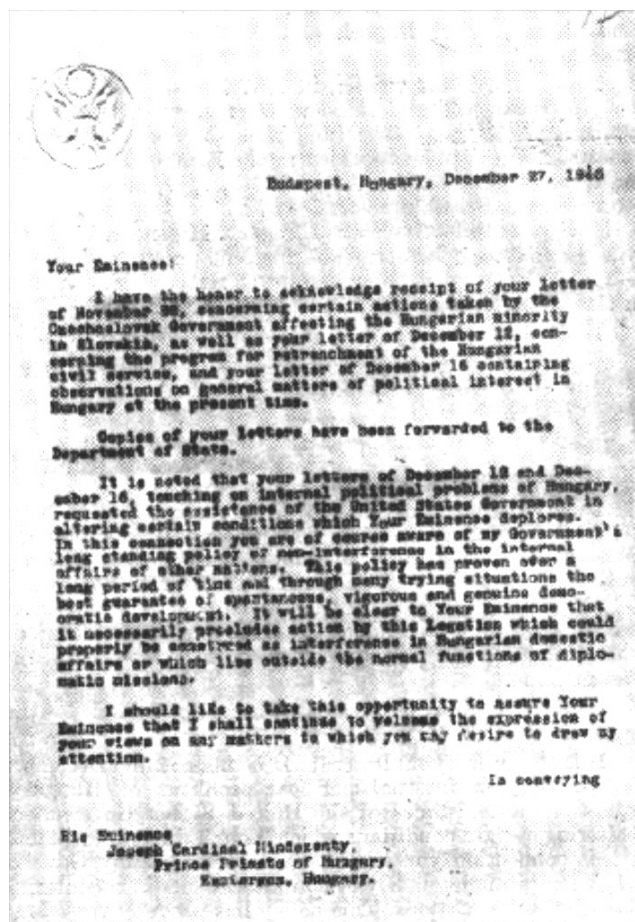 Budapest, Hungary, December 27, 1946
Your Eminence:
I have the honor to acknowledge receipt of your letter
of November, concerning certain actions taken by the
Czechoslovak Government affecting the Hungarian minority
in Slovakia, as well as your letter of December 12, con-
cerning the program for retrenchment of the Hungarian
civil service, and your letter of December 16 containing
observations on general matters of political interest in
Hungary at the present time.
Copies of your letters have been forwarded to the
Department of State.
It is noted that your letters of December 12 and Dec-
ember 16, touching on internal political problems of Hungary,
requested the assistance of the United States Government in
altering certain conditions which Your Eminence deplores.
In this connection you are of course aware of my Government's
long standing policy of non-interference in the internal
affairs of other nations. This policy has proven over a
long period of time and through many trying situations the
best guarantee of spontaneous, vigorous and genuine demo-
cratic development. It will be clear to Your Eminence that
it necessarily precludes action by this Legation which could
properly be construed as interference in Hungarian domestic
affairs or which lies outside the normal functions of diplo-
matic missions.
I should like to take this opportunity to assure Your
Eminence that I shall continue to welcome the expression of
your views on any matters to which you may desire to draw my
attention.
In conveying
His Eminence
Joseph Cardinal Mindszenty,
Prince Primate of Hungary,
Esztergom, Hungary.